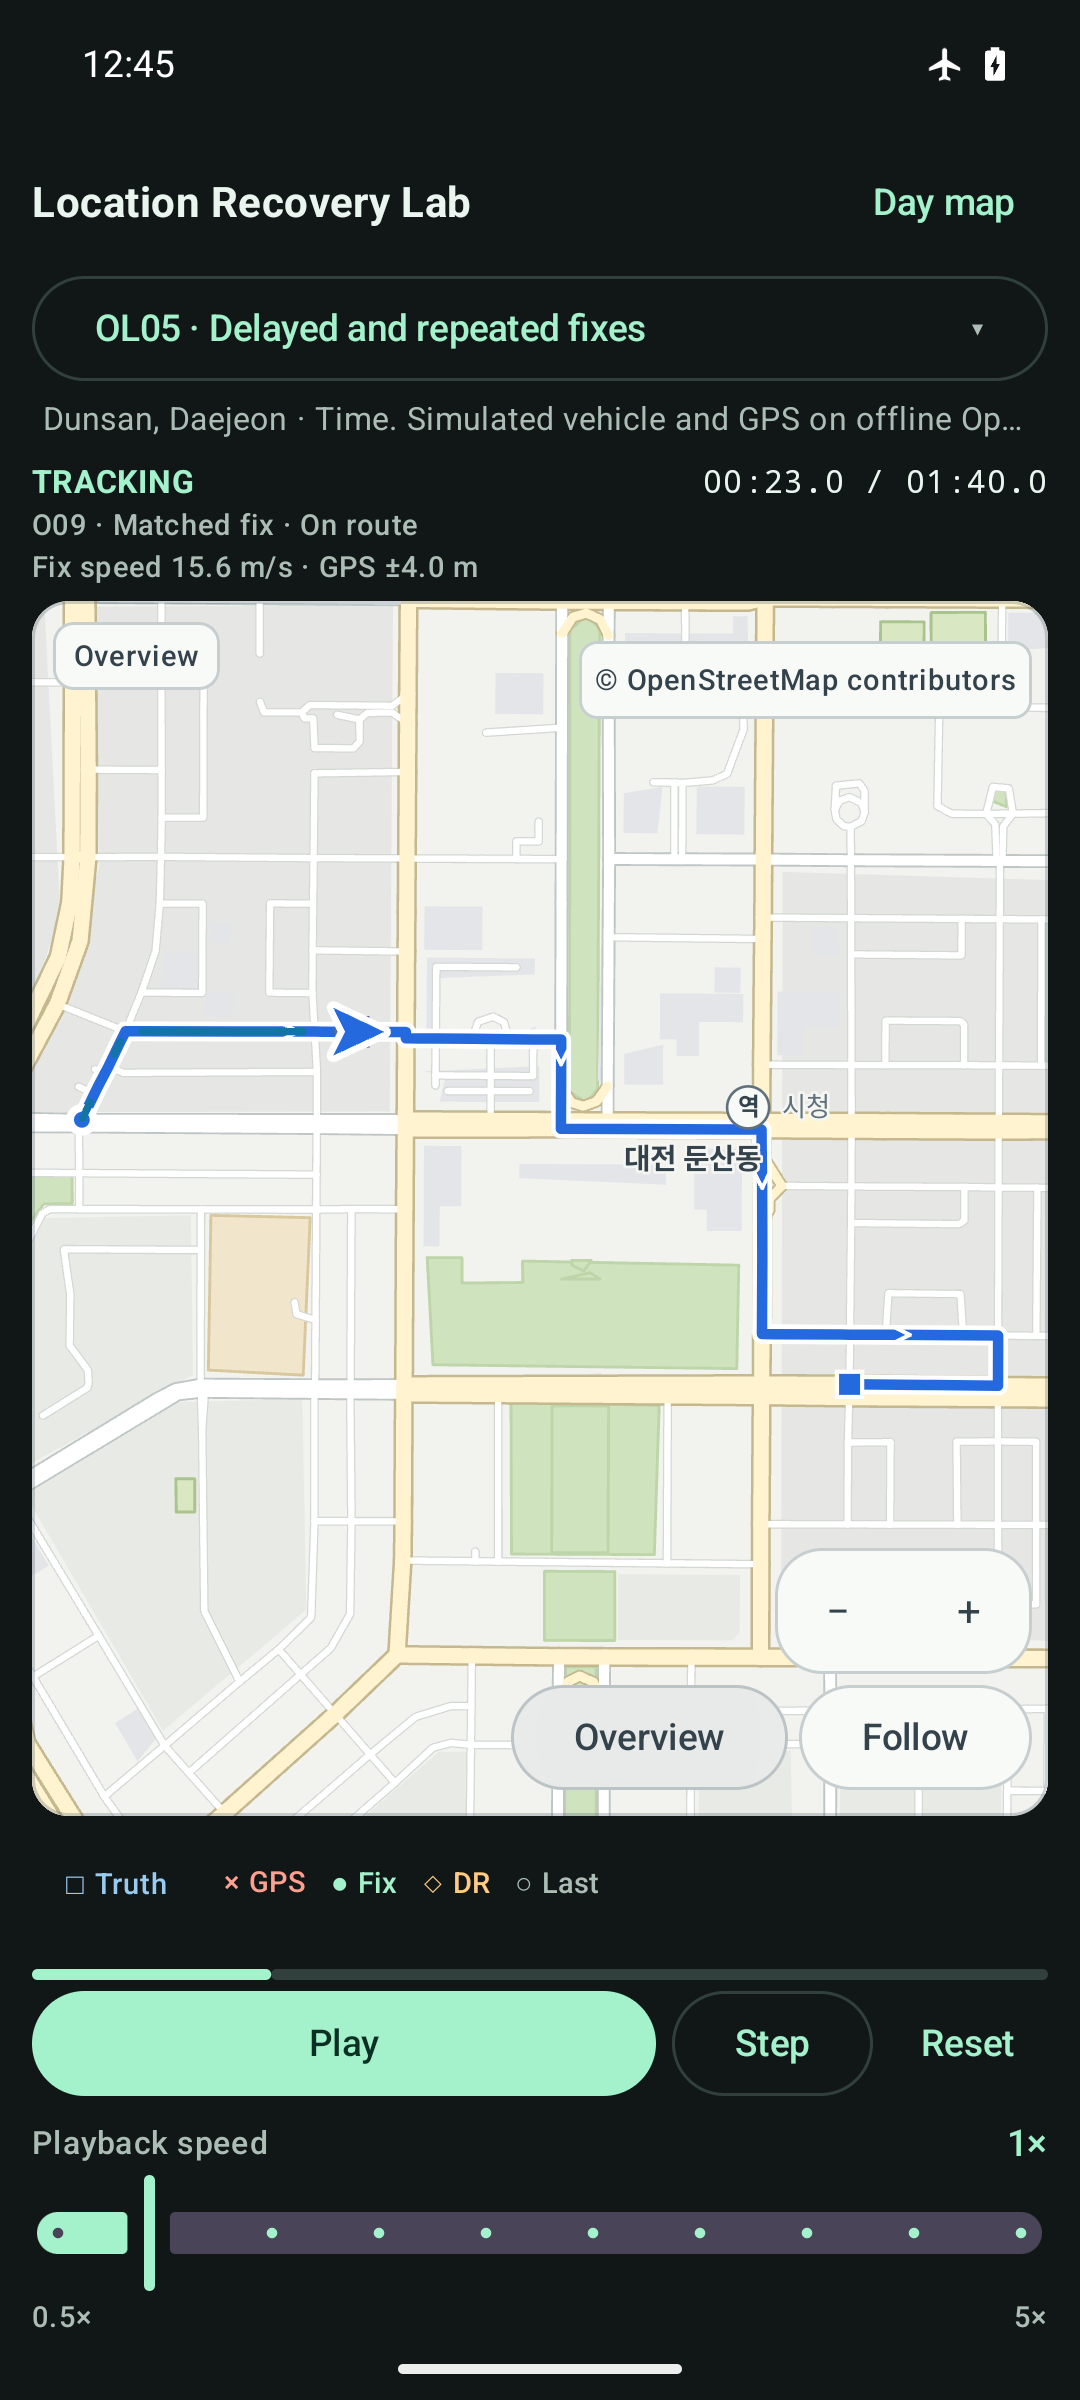 12:45
Location Recovery Lab
Day map
OL05 · Delayed and repeated fixes
Dunsan, Daejeon · Time. Simulated vehicle and GPS on offline Op...
TRACKING
00:23.0 / 01:40.0
O09 · Matched fix · On route
Fix speed 15.6 m/s · GPS ±4.0 m
Overview
© OpenStreetMap contributors
역 시청
대전 둔산동
− +
Overview
Follow
□ Truth × GPS ● Fix ◇ DR ○ Last
Play
Step
Reset
Playback speed
1×
0.5×
5×